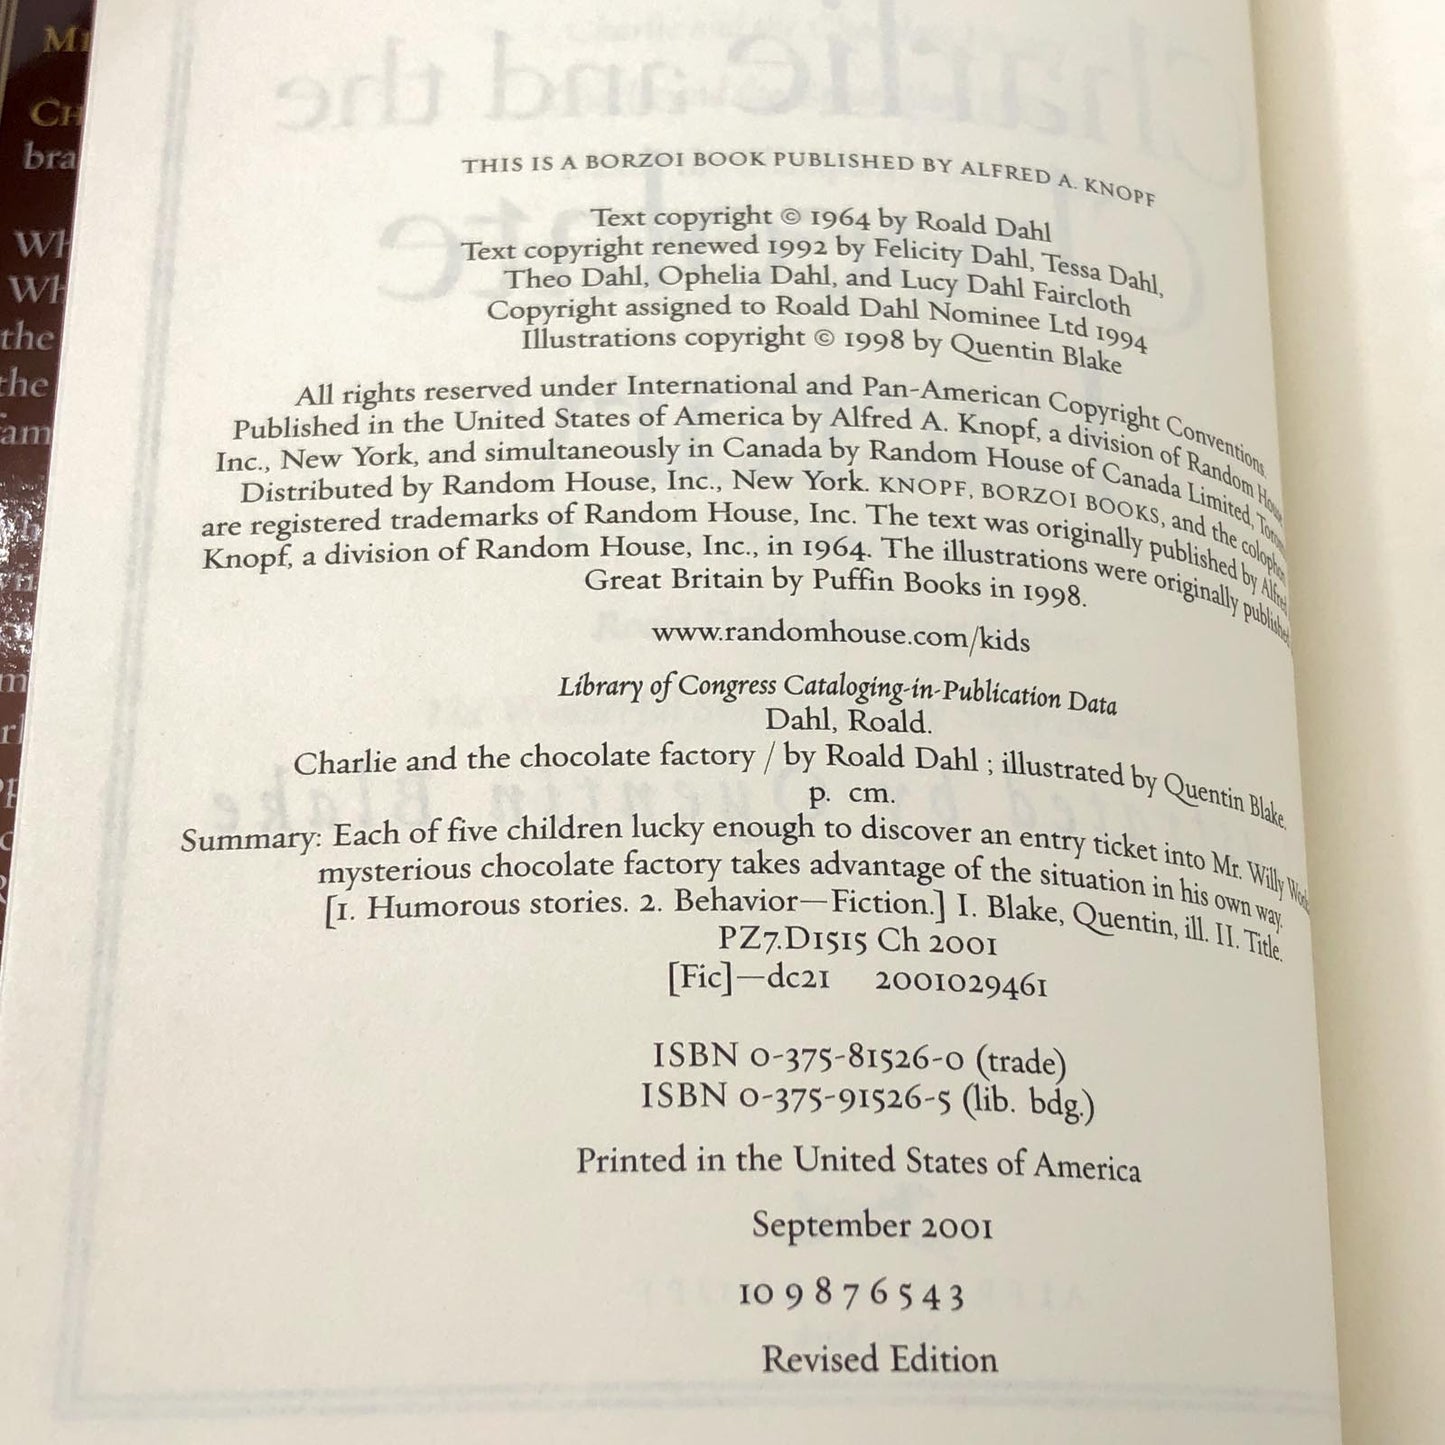 THIS IS A BORZOI BOOK PUBLISHED BY ALFRED A. KNOPF
Text copyright © 1964 by Roald Dahl
Text copyright renewed 1992 by Felicity Dahl, Tessa Dahl,
Theo Dahl, Ophelia Dahl, and Lucy Dahl Faircloth
Copyright assigned to Roald Dahl Nominee Ltd 1994
Illustrations copyright © 1998 by Quentin Blake
All rights reserved under International and Pan-American Copyright Conventions.
Published in the United States of America by Alfred A. Knopf, a division of Random House,
Inc., New York, and simultaneously in Canada by Random House of Canada Limited,
Distributed by Random House, Inc., New York. KNOPF, BORZOI BOOKS, and the colophon
are registered trademarks of Random House, Inc. The text was originally published by Alfred
Knopf, a division of Random House, Inc., in 1964. The illustrations were originally published
Great Britain by Puffin Books in 1998.
www.randomhouse.com/kids
Library of Congress Cataloging-in-Publication Data
Dahl, Roald.
Charlie and the chocolate factory / by Roald Dahl ; illustrated by Quentin Blake.
p. cm.
Summary: Each of five children lucky enough to discover an entry ticket into Mr. Willy
mysterious chocolate factory takes advantage of the situation in his own way.
[1. Humorous stories. 2. Behavior—Fiction.] I. Blake, Quentin, ill. II. Title.
PZ7.D1515 Ch 2001
[Fic]—dc21 2001029461
ISBN 0-375-81526-0 (trade)
ISBN 0-375-91526-5 (lib. bdg.)
Printed in the United States of America
September 2001
10 9 8 7 6 5 4 3
Revised Edition